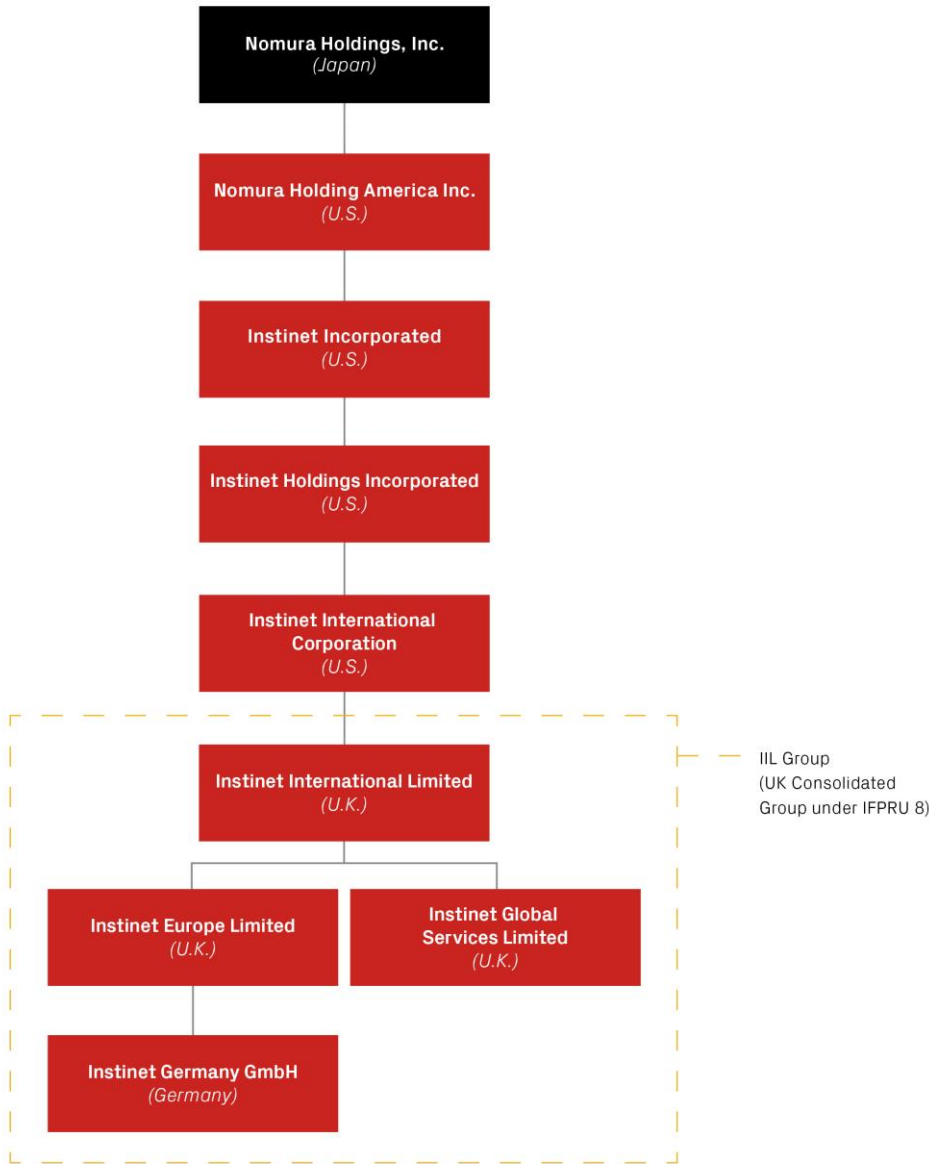 Nomura Holdings, Inc.
(Japan)
Nomura Holding America Inc.
(U.S.)
Instinet Incorporated
(U.S.)
Instinet Holdings Incorporated
(U.S.)
Instinet International
Corporation
(U.S.)
Instinet International Limited
(U.K.)
IIL Group
(UK Consolidated
Group under IFPRU 8)
Instinet Europe Limited
(U.K.)
Instinet Global
Services Limited
(U.K.)
Instinet Germany GmbH
(Germany)